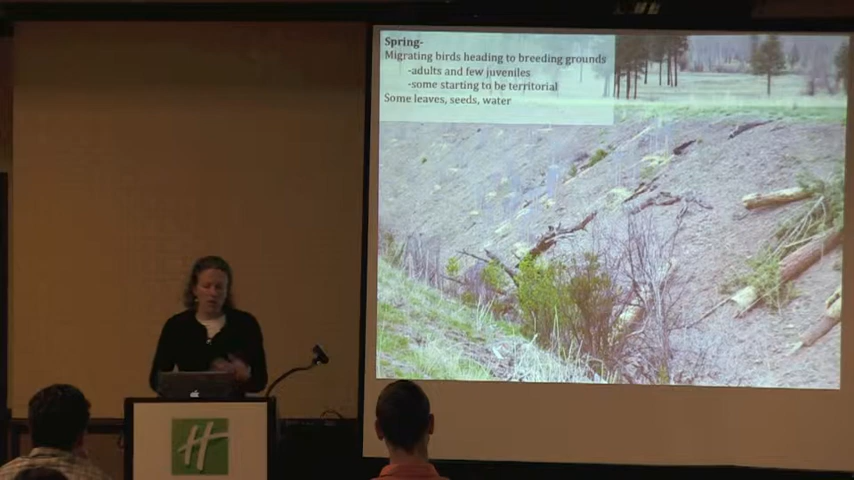 Spring-
Migrating birds heading to breeding grounds
-adults and few juveniles
-some starting to be territorial
Some leaves, seeds, water
H